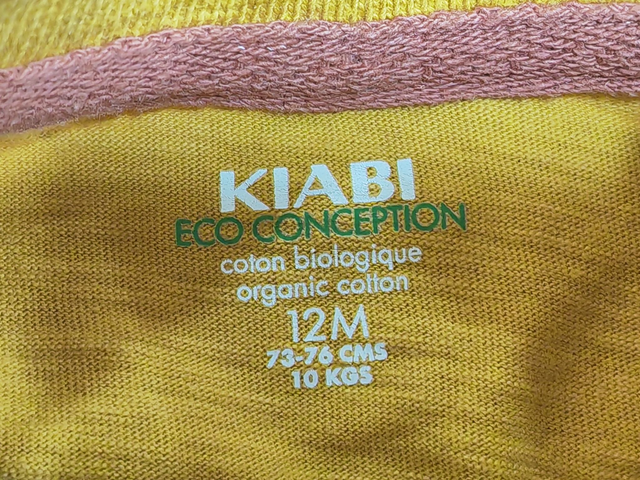 KIABI
ECO CONCEPTION
coton biologique
organic cotton
12M
73-76 CMS
10 KGS